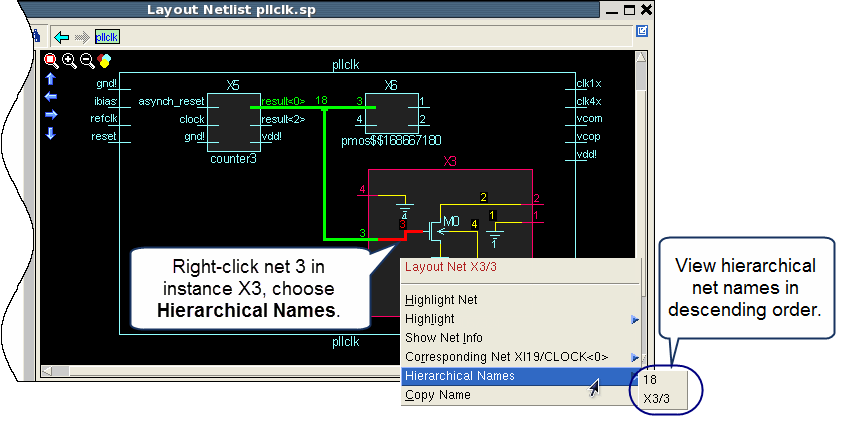 Layout Netlist pllclk.sp
pllclk
pllclk
gnd!
ibias
refclk
reset
X5
asynch_reset
clock
gnd!
result<0>
result<2>
vdd!
counter3
18
X6
3
4
1
2
pmos$$168667180
clk1x
clk4x
vcom
vcop
vdd!
X3
4
4
3
3
M0
2
2
1
1
1
4
Right-click net 3 in
instance X3, choose
Hierarchical Names.
Layout Net X3/3
Highlight Net
Highlight
Show Net Info
Corresponding Net XI19/CLOCK<0>
Hierarchical Names
Copy Name
18
X3/3
View hierarchical
net names in
descending order.
pllclk